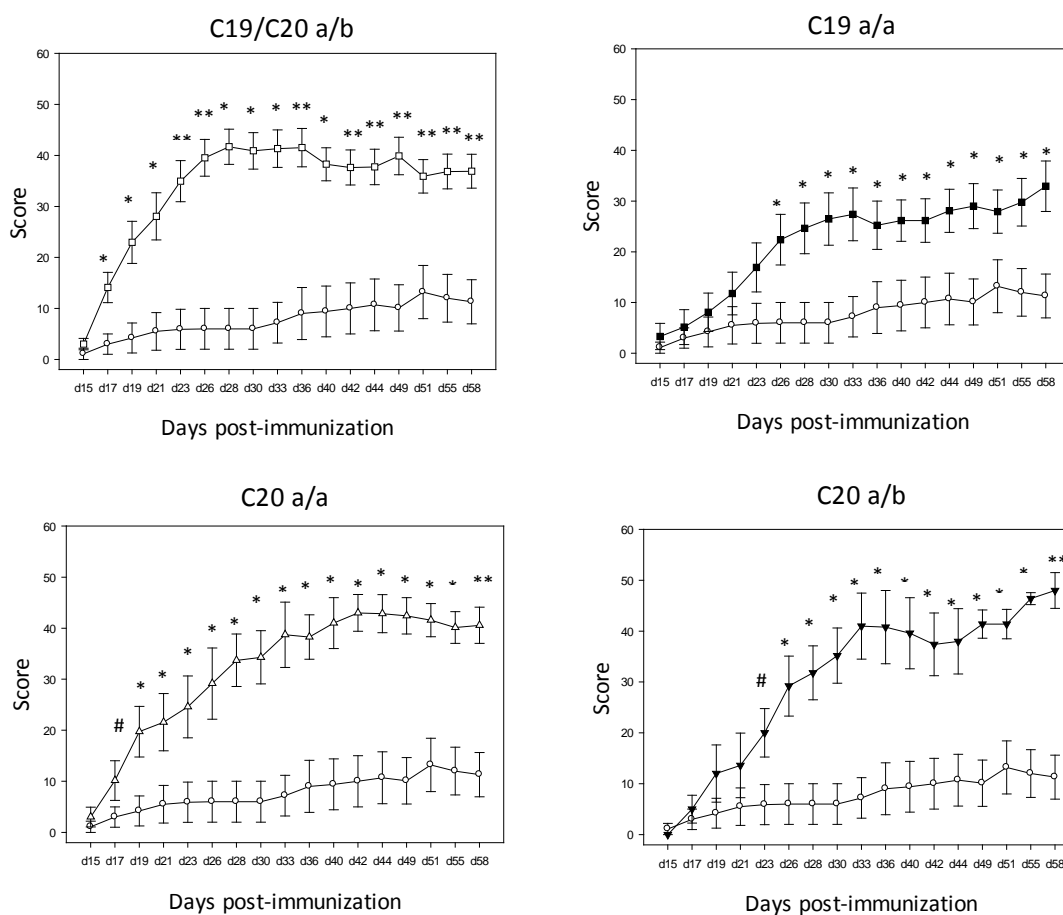 C19/C20 a/b
60
50
40
30
20
10
0
Score
* * * * ** ** * * * ** * ** ** ** ** ** **
d15 d17 d19 d21 d23 d26 d28 d30 d33 d36 d40 d42 d44 d49 d51 d55 d58
Days post-immunization
C19 a/a
60
50
40
30
20
10
0
Score
* * * * * * * * * * * *
d15 d17 d19 d21 d23 d26 d28 d30 d33 d36 d40 d42 d44 d49 d51 d55 d58
Days post-immunization
C20 a/a
60
50
40
30
20
10
0
Score
# * * * * * * * * * * * * * * **
d15 d17 d19 d21 d23 d26 d28 d30 d33 d36 d40 d42 d44 d49 d51 d55 d58
Days post-immunization
C20 a/b
60
50
40
30
20
10
0
Score
# * * * * * * * * * * * **
d15 d17 d19 d21 d23 d26 d28 d30 d33 d36 d40 d42 d44 d49 d51 d55 d58
Days post-immunization